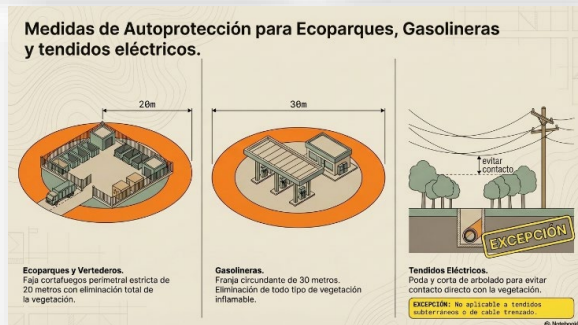 Medidas de Autoprotección para Ecoparques, Gasolineras
y tendidos eléctricos.
20m
30m
evitar
contacto
EXCEPCIÓN
Ecoparques y Vertederos.
Faja cortafuegos perimetral estricta de
20 metros con eliminación total de
la vegetación.
Gasolineras.
Franja circundante de 30 metros.
Eliminación de todo tipo de vegetación
inflamable.
Tendidos Eléctricos.
Poda y corta de arbolado para evitar
contacto directo con la vegetación.
EXCEPCIÓN: No aplicable a tendidos
subterráneos o de cable trenzado.